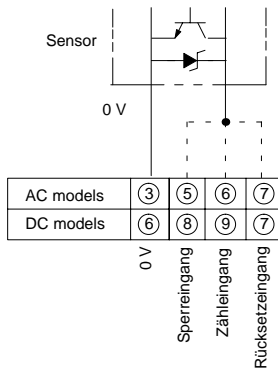 Sensor
0 V
AC models 3 5 6 7
DC models 6 8 9 7
0 V
Sperreingang
Zähleingang
Rücksetzeingang